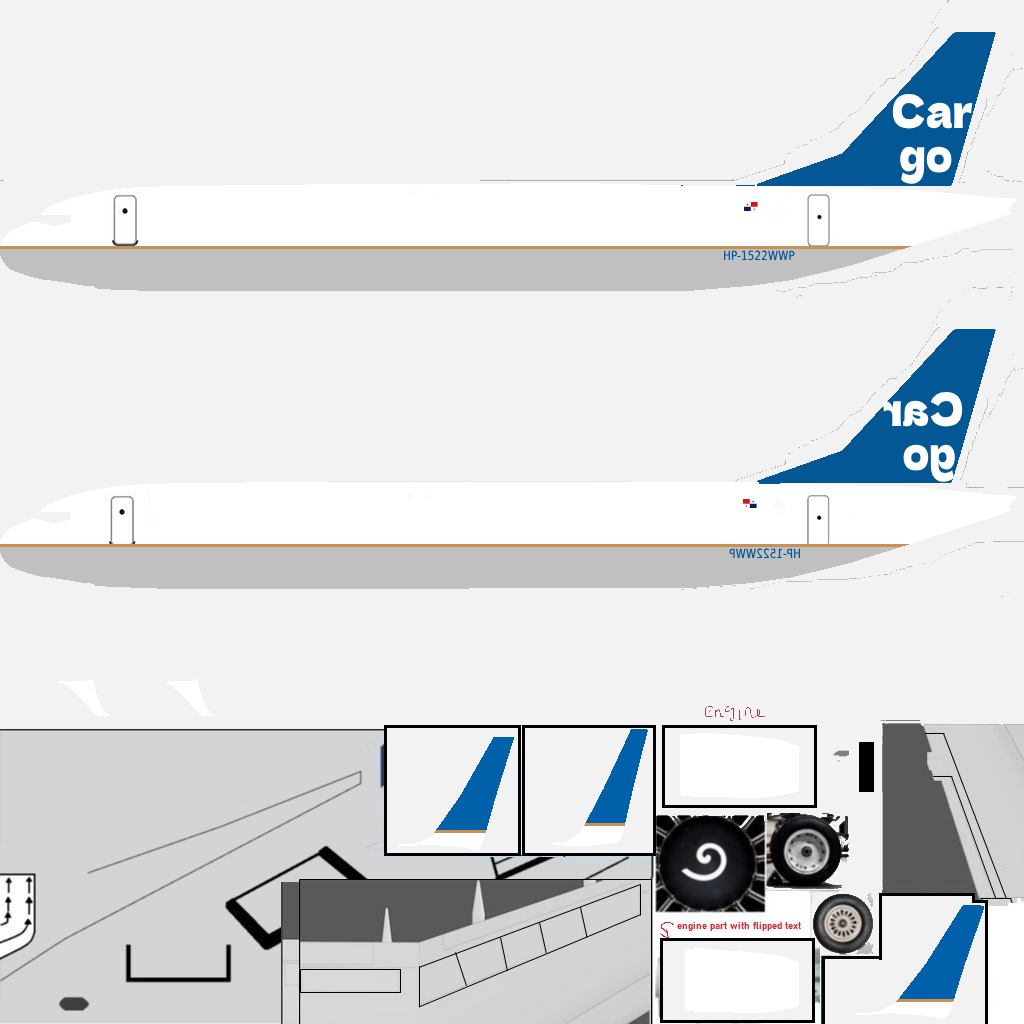 Car
go
HP-1522WWP
Car
go
HP-1522WWP
Engine
engine part with flipped text